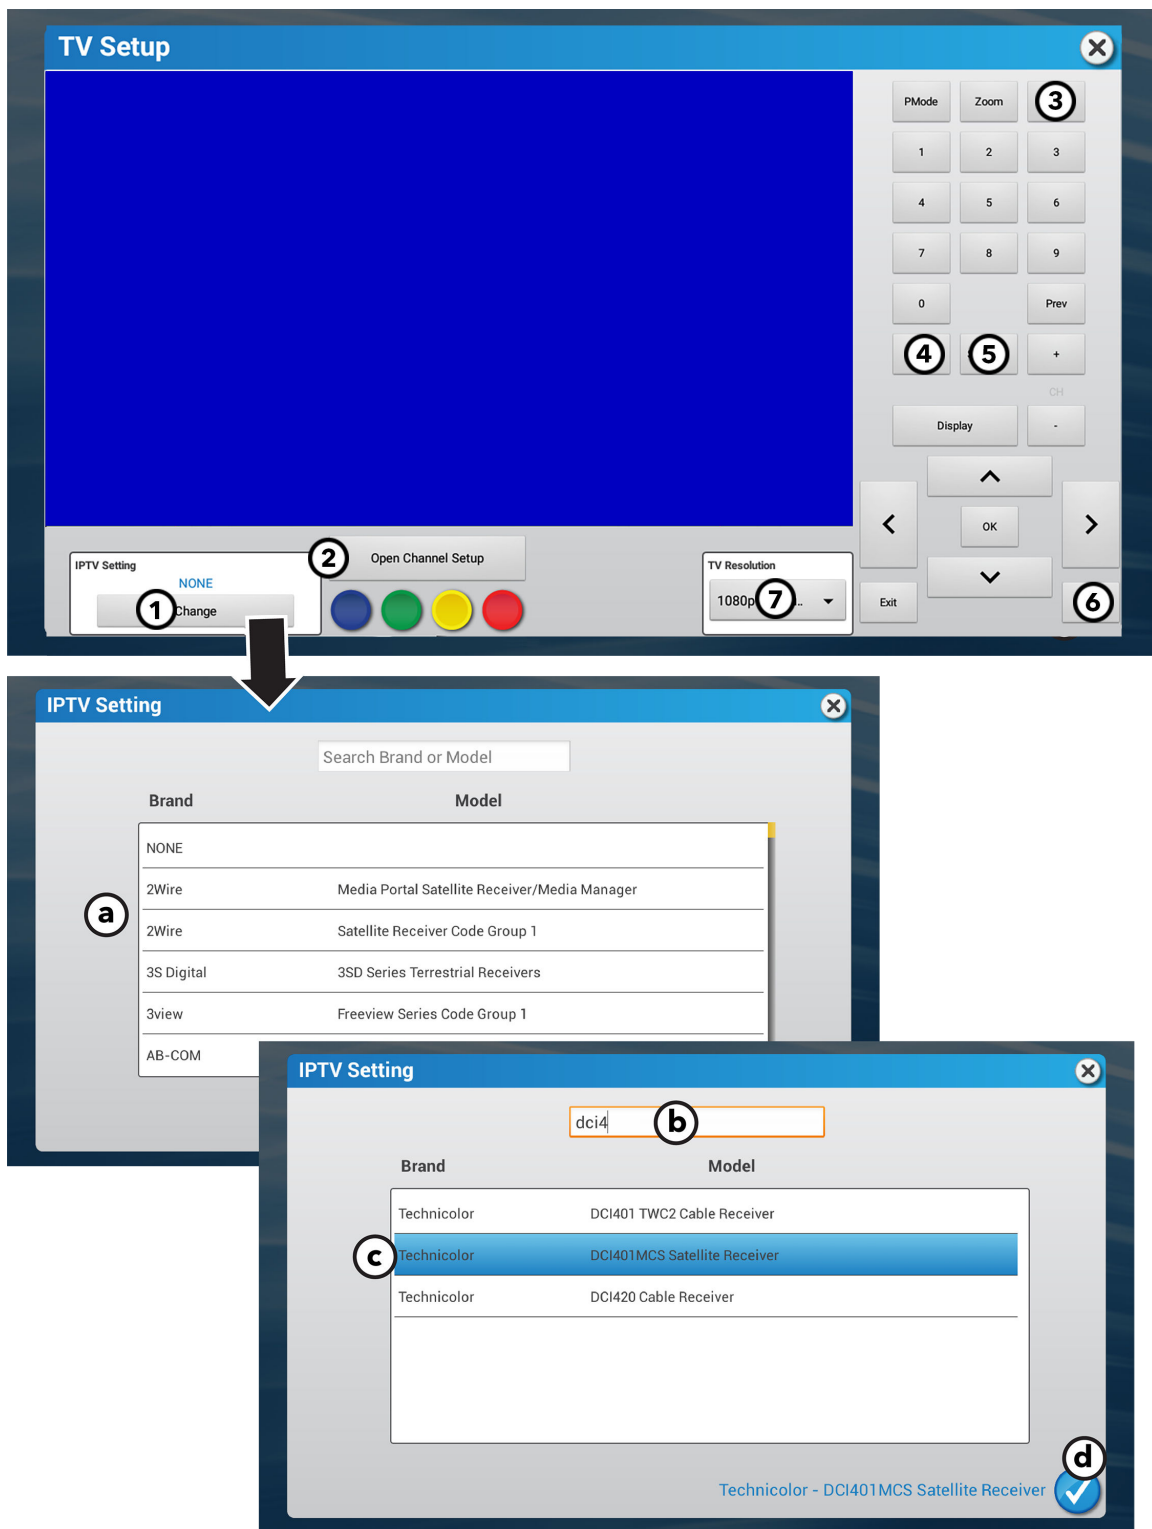 TV Setup
PMode Zoom 3
1 2 3
4 5 6
7 8 9
0 Prev
4 5 +
CH
Display -
OK
Exit 6
IPTV Setting
NONE
1 Change
2 Open Channel Setup
TV Resolution
1080p 7 ..
IPTV Setting
Search Brand or Model
Brand Model
NONE
2Wire Media Portal Satellite Receiver/Media Manager
a
2Wire Satellite Receiver Code Group 1
3S Digital 3SD Series Terrestrial Receivers
3view Freeview Series Code Group 1
AB-COM
IPTV Setting
dci4 b
Brand Model
Technicolor DCI401 TWC2 Cable Receiver
c Technicolor DCI401MCS Satellite Receiver
Technicolor DCI420 Cable Receiver
d
Technicolor - DCI401MCS Satellite Receiver